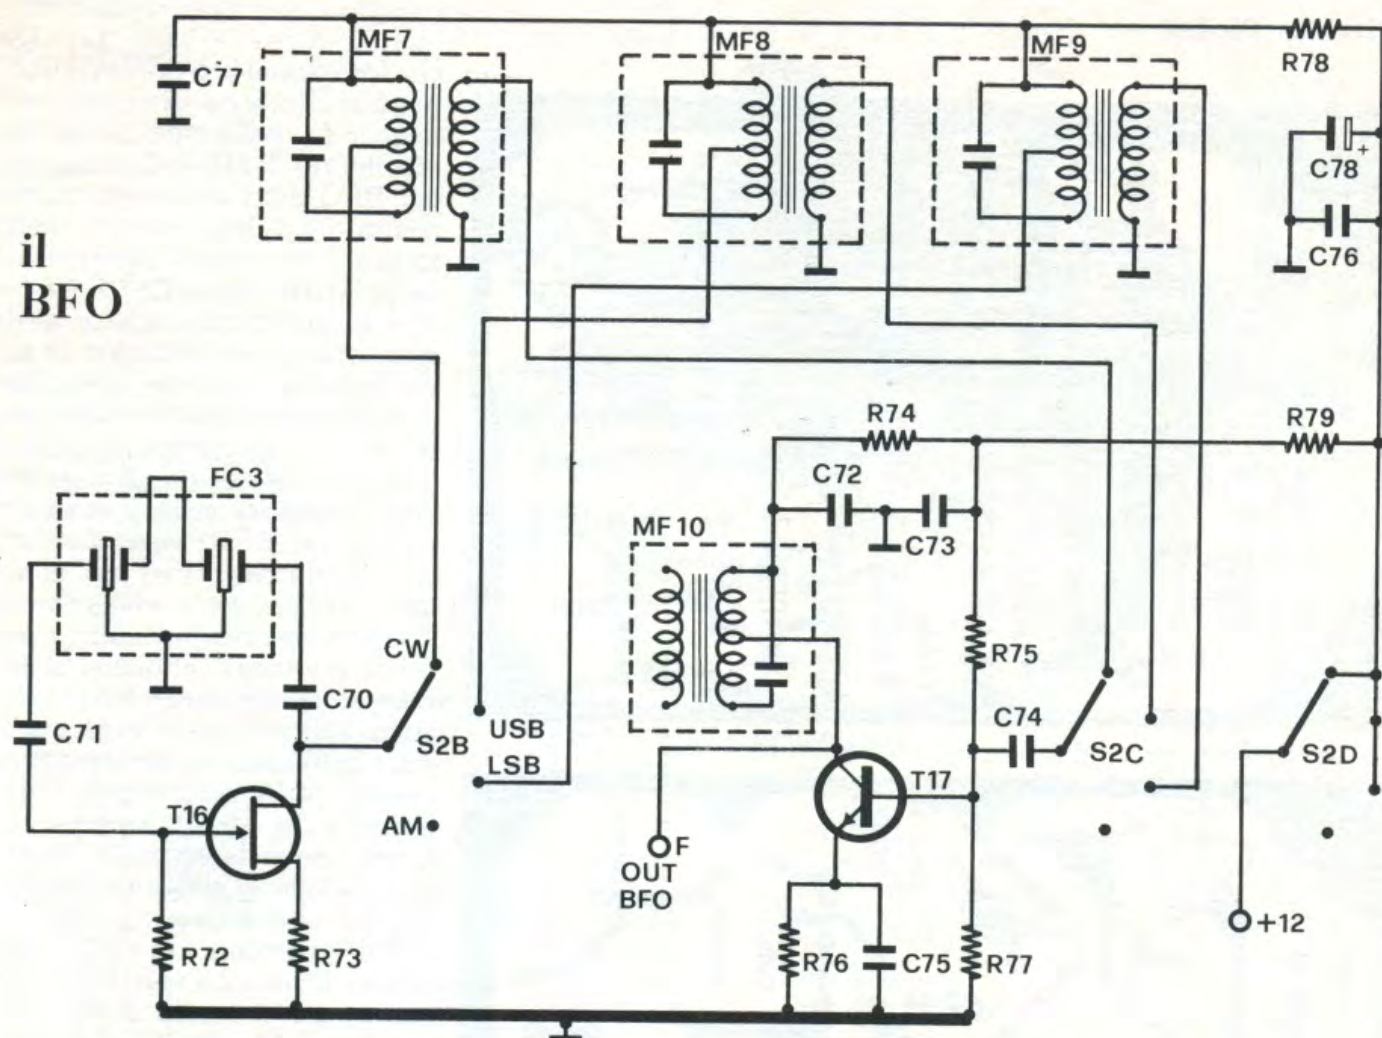 MF7
MF8
MF9
R78
C77
C78
+
C76
il
BFO
R74
R79
C72
C73
FC3
MF10
R75
CW
C70
C74
C71
S2B
USB
S2C
S2D
LSB
T17
T16
AM
F
OUT
BFO
+12
R72
R73
R76
C75
R77